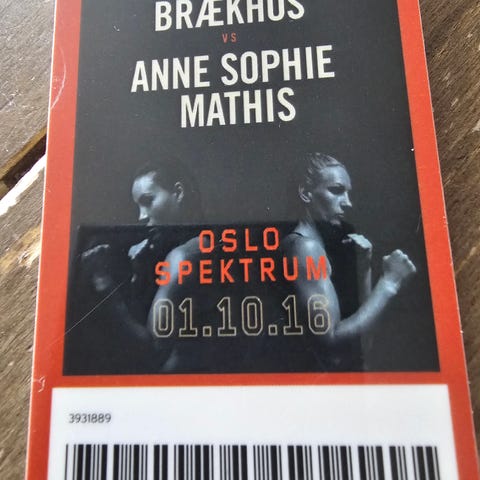 BRÆKHUS
VS
ANNE SOPHIE
MATHIS
OSLO
SPEKTRUM
01.10.16
3931889